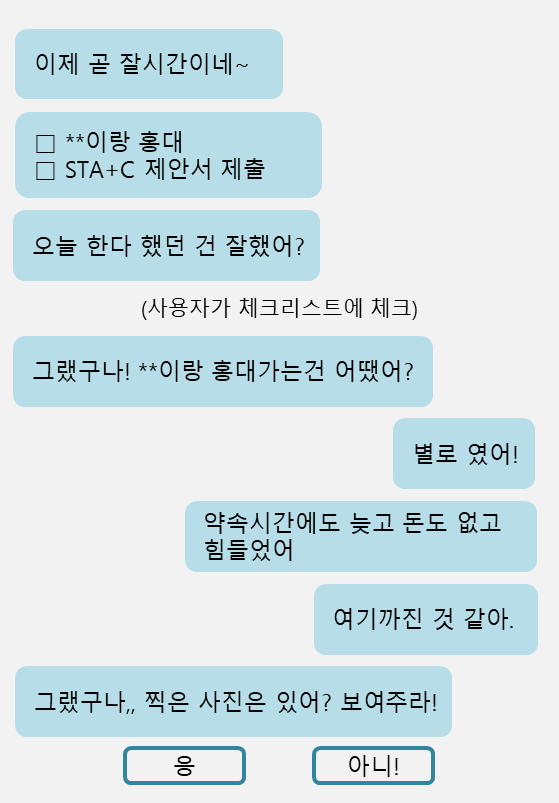 이제 곧 잘시간이네~
□ **이랑 홍대
□ STA+C 제안서 제출
오늘 한다 했던 건 잘했어?
(사용자가 체크리스트에 체크)
그랬구나! **이랑 홍대가는건 어땠어?
별로 였어!
약속시간에도 늦고 돈도 없고
힘들었어
여기까진 것 같아.
그랬구나,, 찍은 사진은 있어? 보여주라!
응
아니!